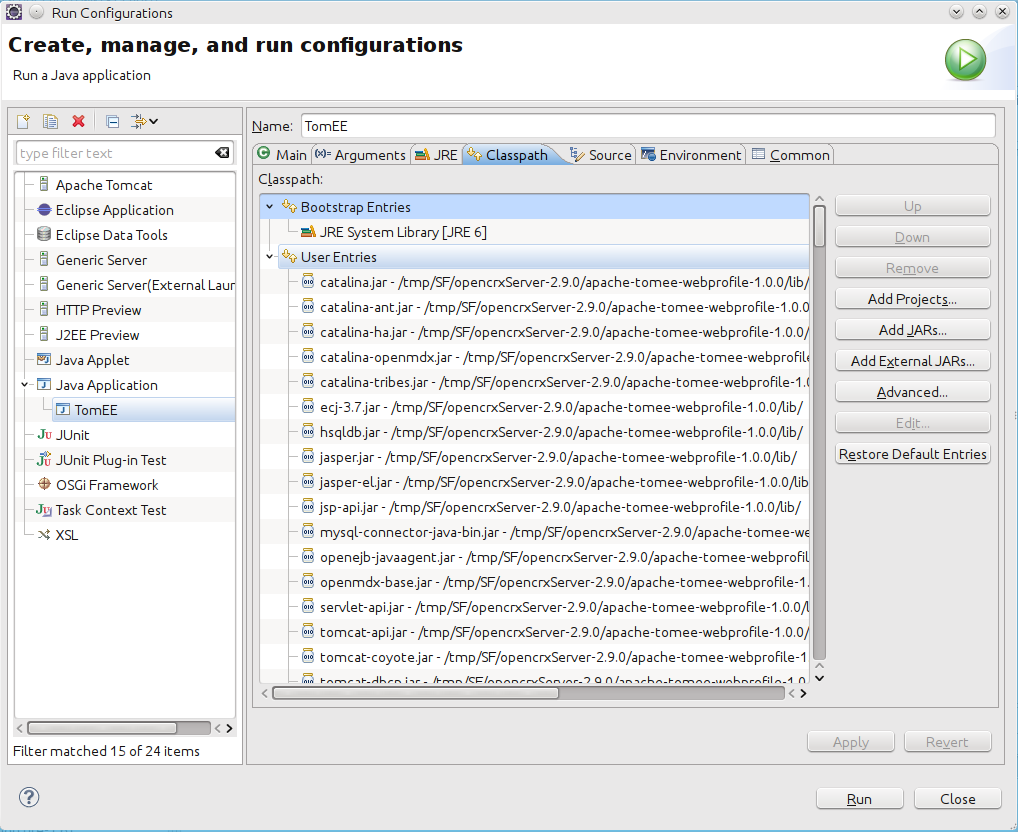 Run Configurations
Create, manage, and run configurations
Run a Java application
type filter text
Apache Tomcat
Eclipse Application
Eclipse Data Tools
Generic Server
Generic Server(External Laun
HTTP Preview
J2EE Preview
Java Applet
Java Application
TomEE
JUnit
JUnit Plug-in Test
OSGi Framework
Task Context Test
XSL
Filter matched 15 of 24 items
Name: TomEE
Main (x)= Arguments JRE Classpath Source Environment Common
Classpath:
Bootstrap Entries
JRE System Library [JRE 6]
User Entries
catalina.jar - /tmp/SF/opencrxServer-2.9.0/apache-tomee-webprofile-1.0.0/lib/
catalina-ant.jar - /tmp/SF/opencrxServer-2.9.0/apache-tomee-webprofile-1.0.0/
catalina-ha.jar - /tmp/SF/opencrxServer-2.9.0/apache-tomee-webprofile-1.0.0/
catalina-openmdx.jar - /tmp/SF/opencrxServer-2.9.0/apache-tomee-webprofile
catalina-tribes.jar - /tmp/SF/opencrxServer-2.9.0/apache-tomee-webprofile-1.0
ecj-3.7.jar - /tmp/SF/opencrxServer-2.9.0/apache-tomee-webprofile-1.0.0/lib/
hsqldb.jar - /tmp/SF/opencrxServer-2.9.0/apache-tomee-webprofile-1.0.0/lib/
jasper.jar - /tmp/SF/opencrxServer-2.9.0/apache-tomee-webprofile-1.0.0/lib/
jasper-el.jar - /tmp/SF/opencrxServer-2.9.0/apache-tomee-webprofile-1.0.0/lib
jsp-api.jar - /tmp/SF/opencrxServer-2.9.0/apache-tomee-webprofile-1.0.0/lib/
mysql-connector-java-bin.jar - /tmp/SF/opencrxServer-2.9.0/apache-tomee-we
openejb-javaagent.jar - /tmp/SF/opencrxServer-2.9.0/apache-tomee-webprofile
openmdx-base.jar - /tmp/SF/opencrxServer-2.9.0/apache-tomee-webprofile-1.
servlet-api.jar - /tmp/SF/opencrxServer-2.9.0/apache-tomee-webprofile-1.0.0/l
tomcat-api.jar - /tmp/SF/opencrxServer-2.9.0/apache-tomee-webprofile-1.0.0/
tomcat-coyote.jar - /tmp/SF/opencrxServer-2.9.0/apache-tomee-webprofile-1
tomcat-dbcp.jar - /tmp/SF/opencrxServer-2.9.0/apache-tomee-webprofile-1.0.0
Up
Down
Remove
Add Projects...
Add JARs...
Add External JARs...
Advanced...
Edit...
Restore Default Entries
Apply
Revert
Run
Close